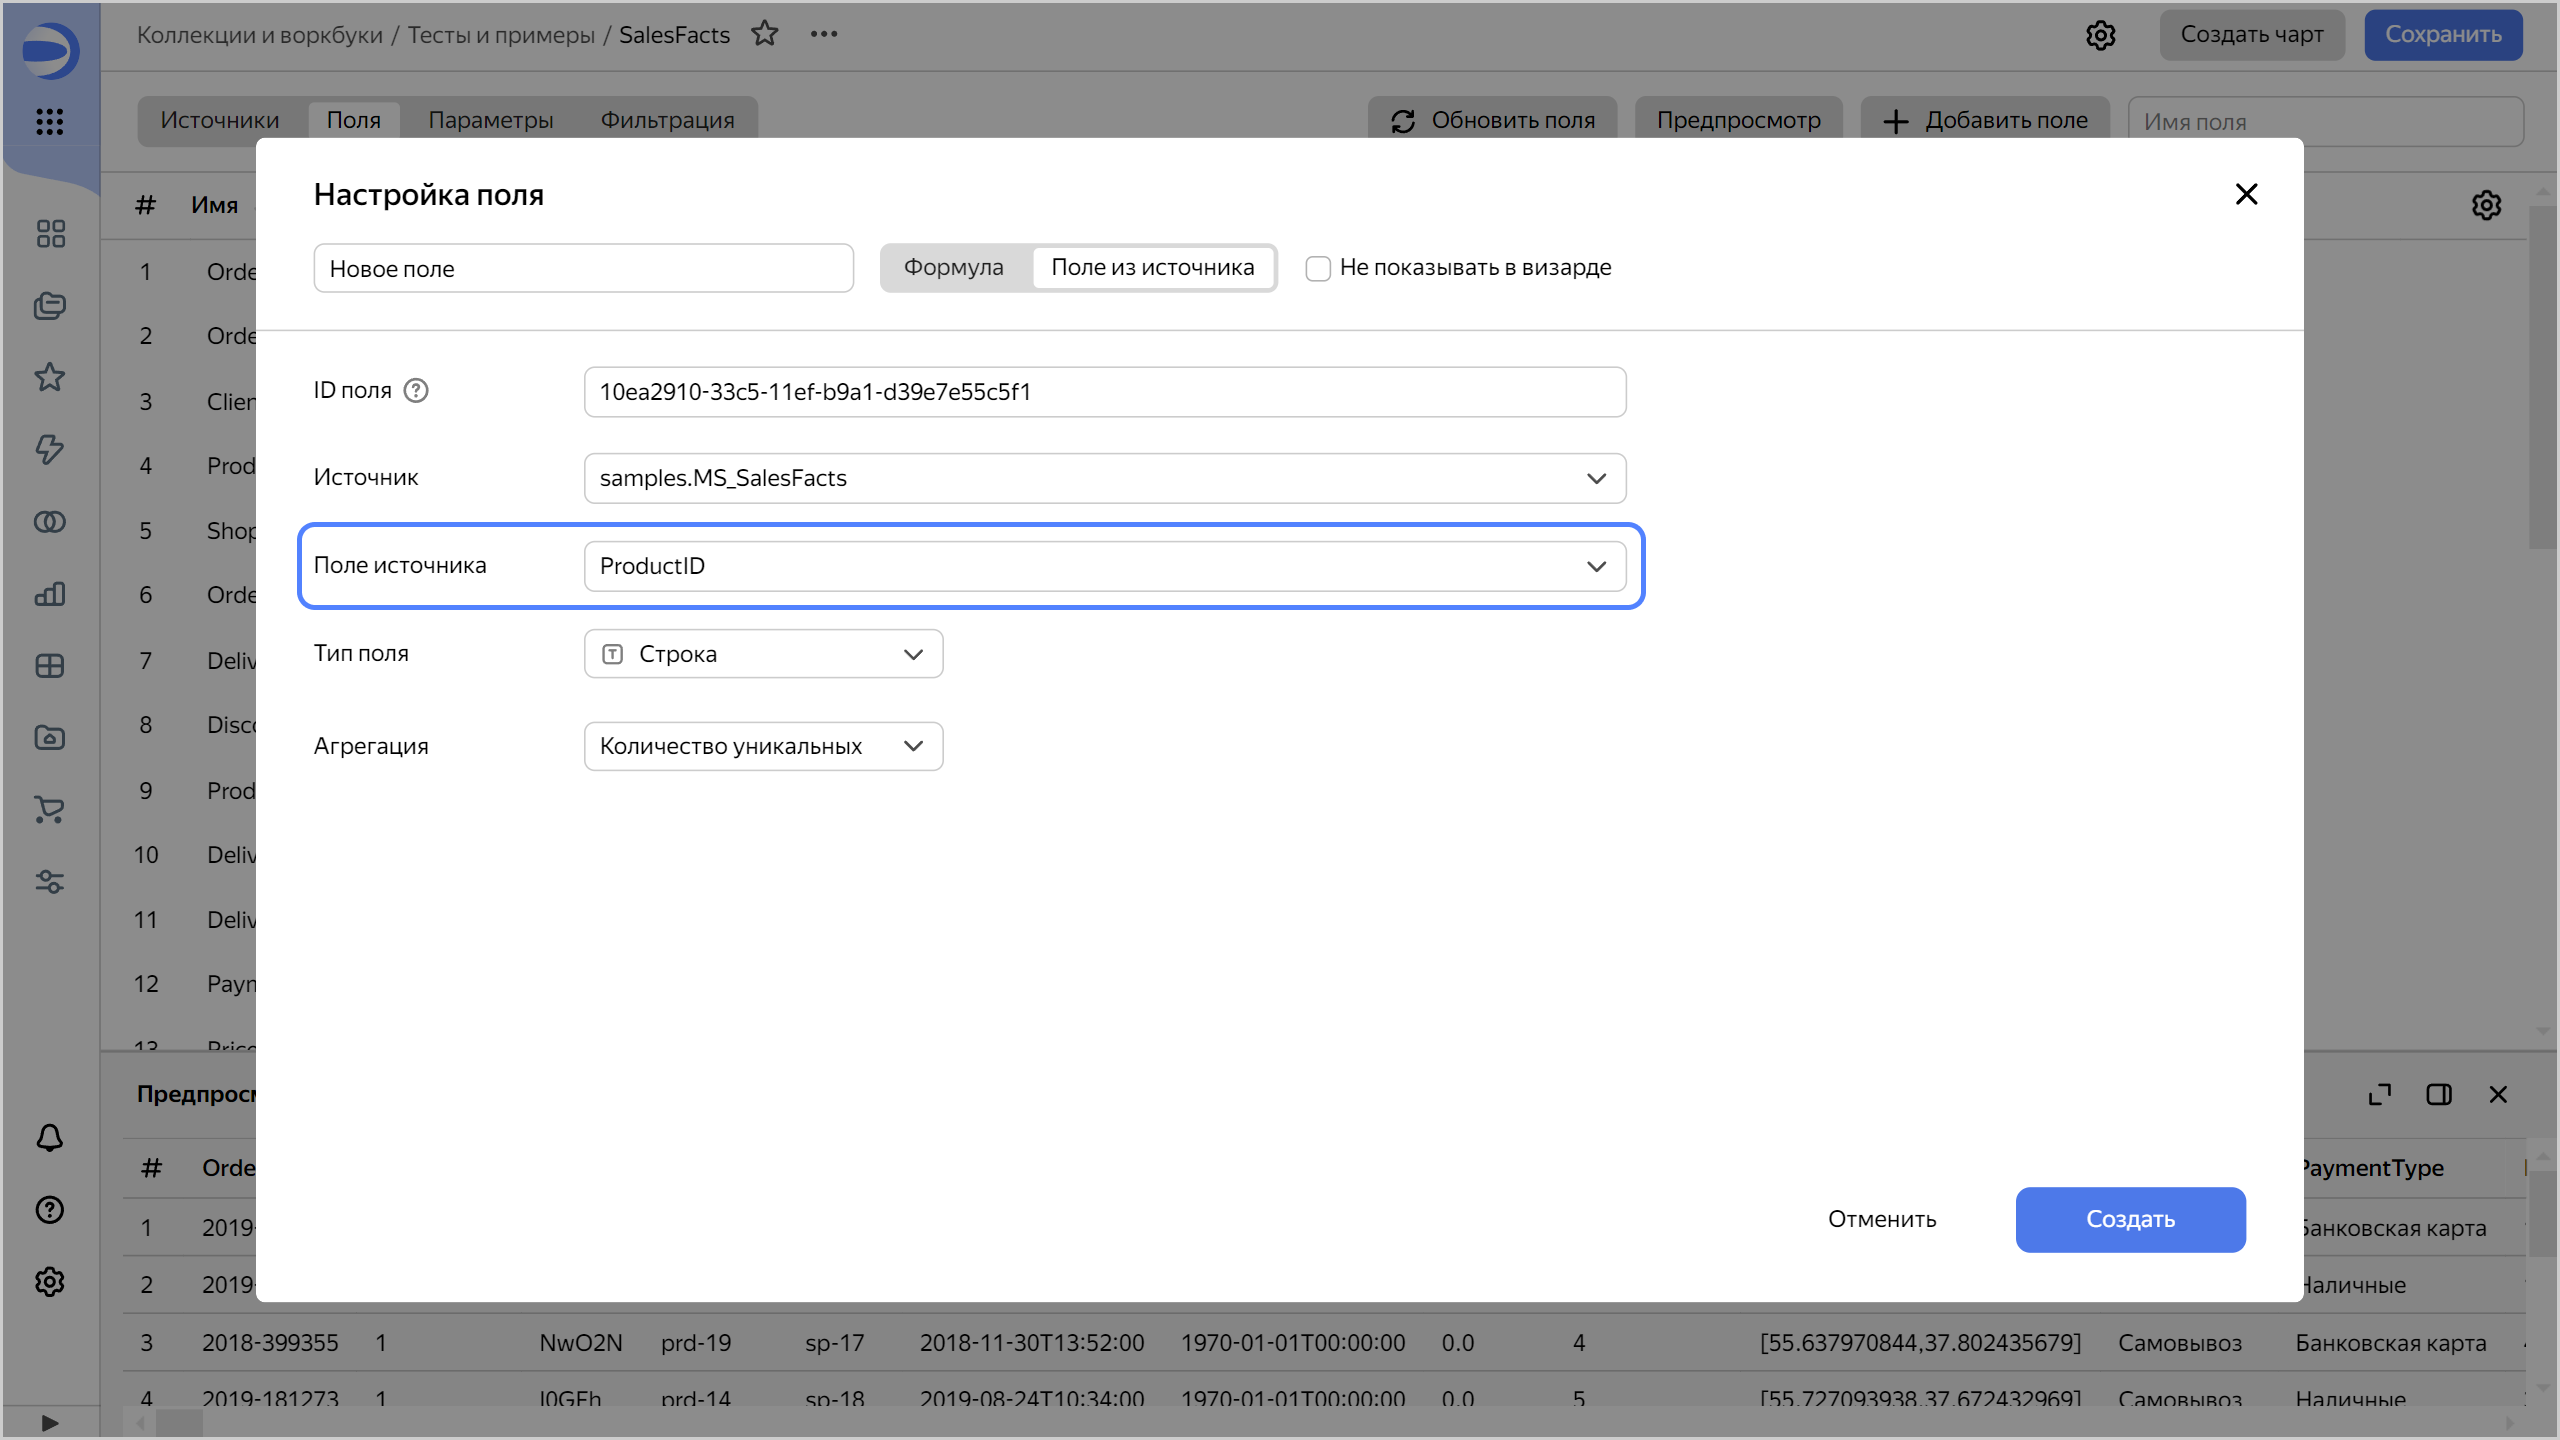 Коллекции и воркбуки / Тесты и примеры / SalesFacts
Создать чарт
Сохранить
Источники
Поля
Параметры
Фильтрация
Обновить поля
Предпросмотр
Добавить поле
Имя поля
# Имя
Настройка поля
Новое поле
Формула
Поле из источника
Не показывать в визарде
1 Orde
2 Orde
3 Clien
4 Prod
5 Shop
6 Orde
7 Deliv
8 Disco
9 Prod
10 Deliv
11 Deliv
12 Paym
13 Price
ID поля
10ea2910-33c5-11ef-b9a1-d39e7e55c5f1
Источник
samples.MS_SalesFacts
Поле источника
ProductID
Тип поля
Строка
Агрегация
Количество уникальных
Отменить
Создать
Предпросм
# Orde PaymentType
1 2019- Банковская карта
2 2019- Наличные
3 2018-399355 1 NwO2N prd-19 sp-17 2018-11-30T13:52:00 1970-01-01T00:00:00 0.0 4 [55.637970844,37.802435679] Самовывоз Банковская карта
4 2019-181273 1 prd-14 sp-18 2019-08-24T10:34:00 1970-01-01T00:00:00 0.0 5 [55.727093938,37.672432969] Самовывоз Наличные